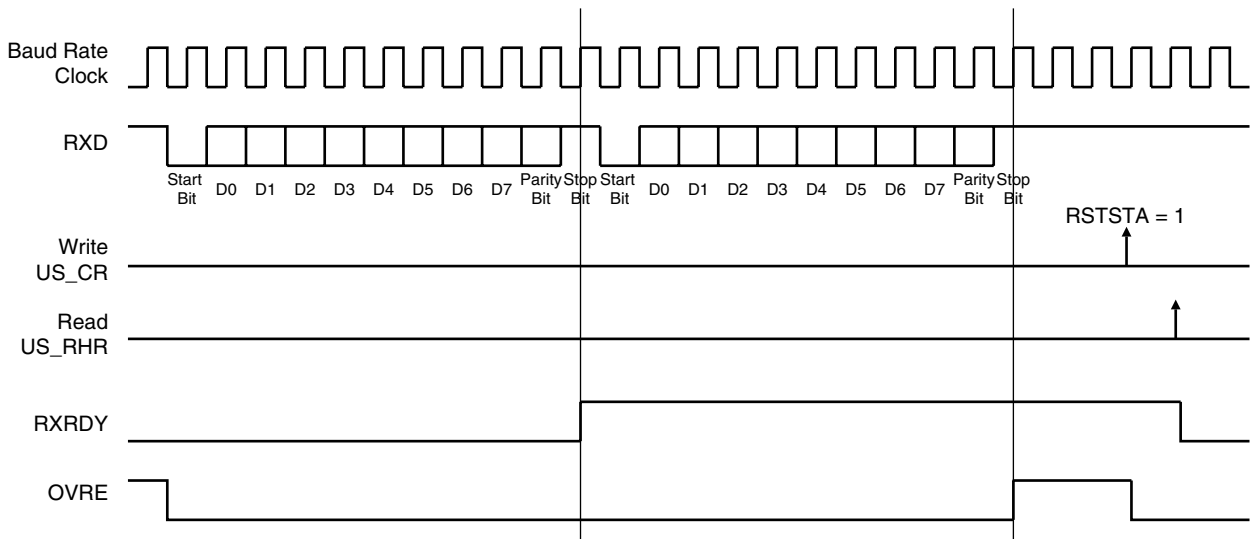 Baud Rate
Clock
RXD
Start
Bit
D0
D1
D2
D3
D4
D5
D6
D7
Parity
Bit
Stop
Bit
Start
Bit
D0
D1
D2
D3
D4
D5
D6
D7
Parity
Bit
Stop
Bit
RSTSTA = 1
Write
US_CR
Read
US_RHR
RXRDY
OVRE